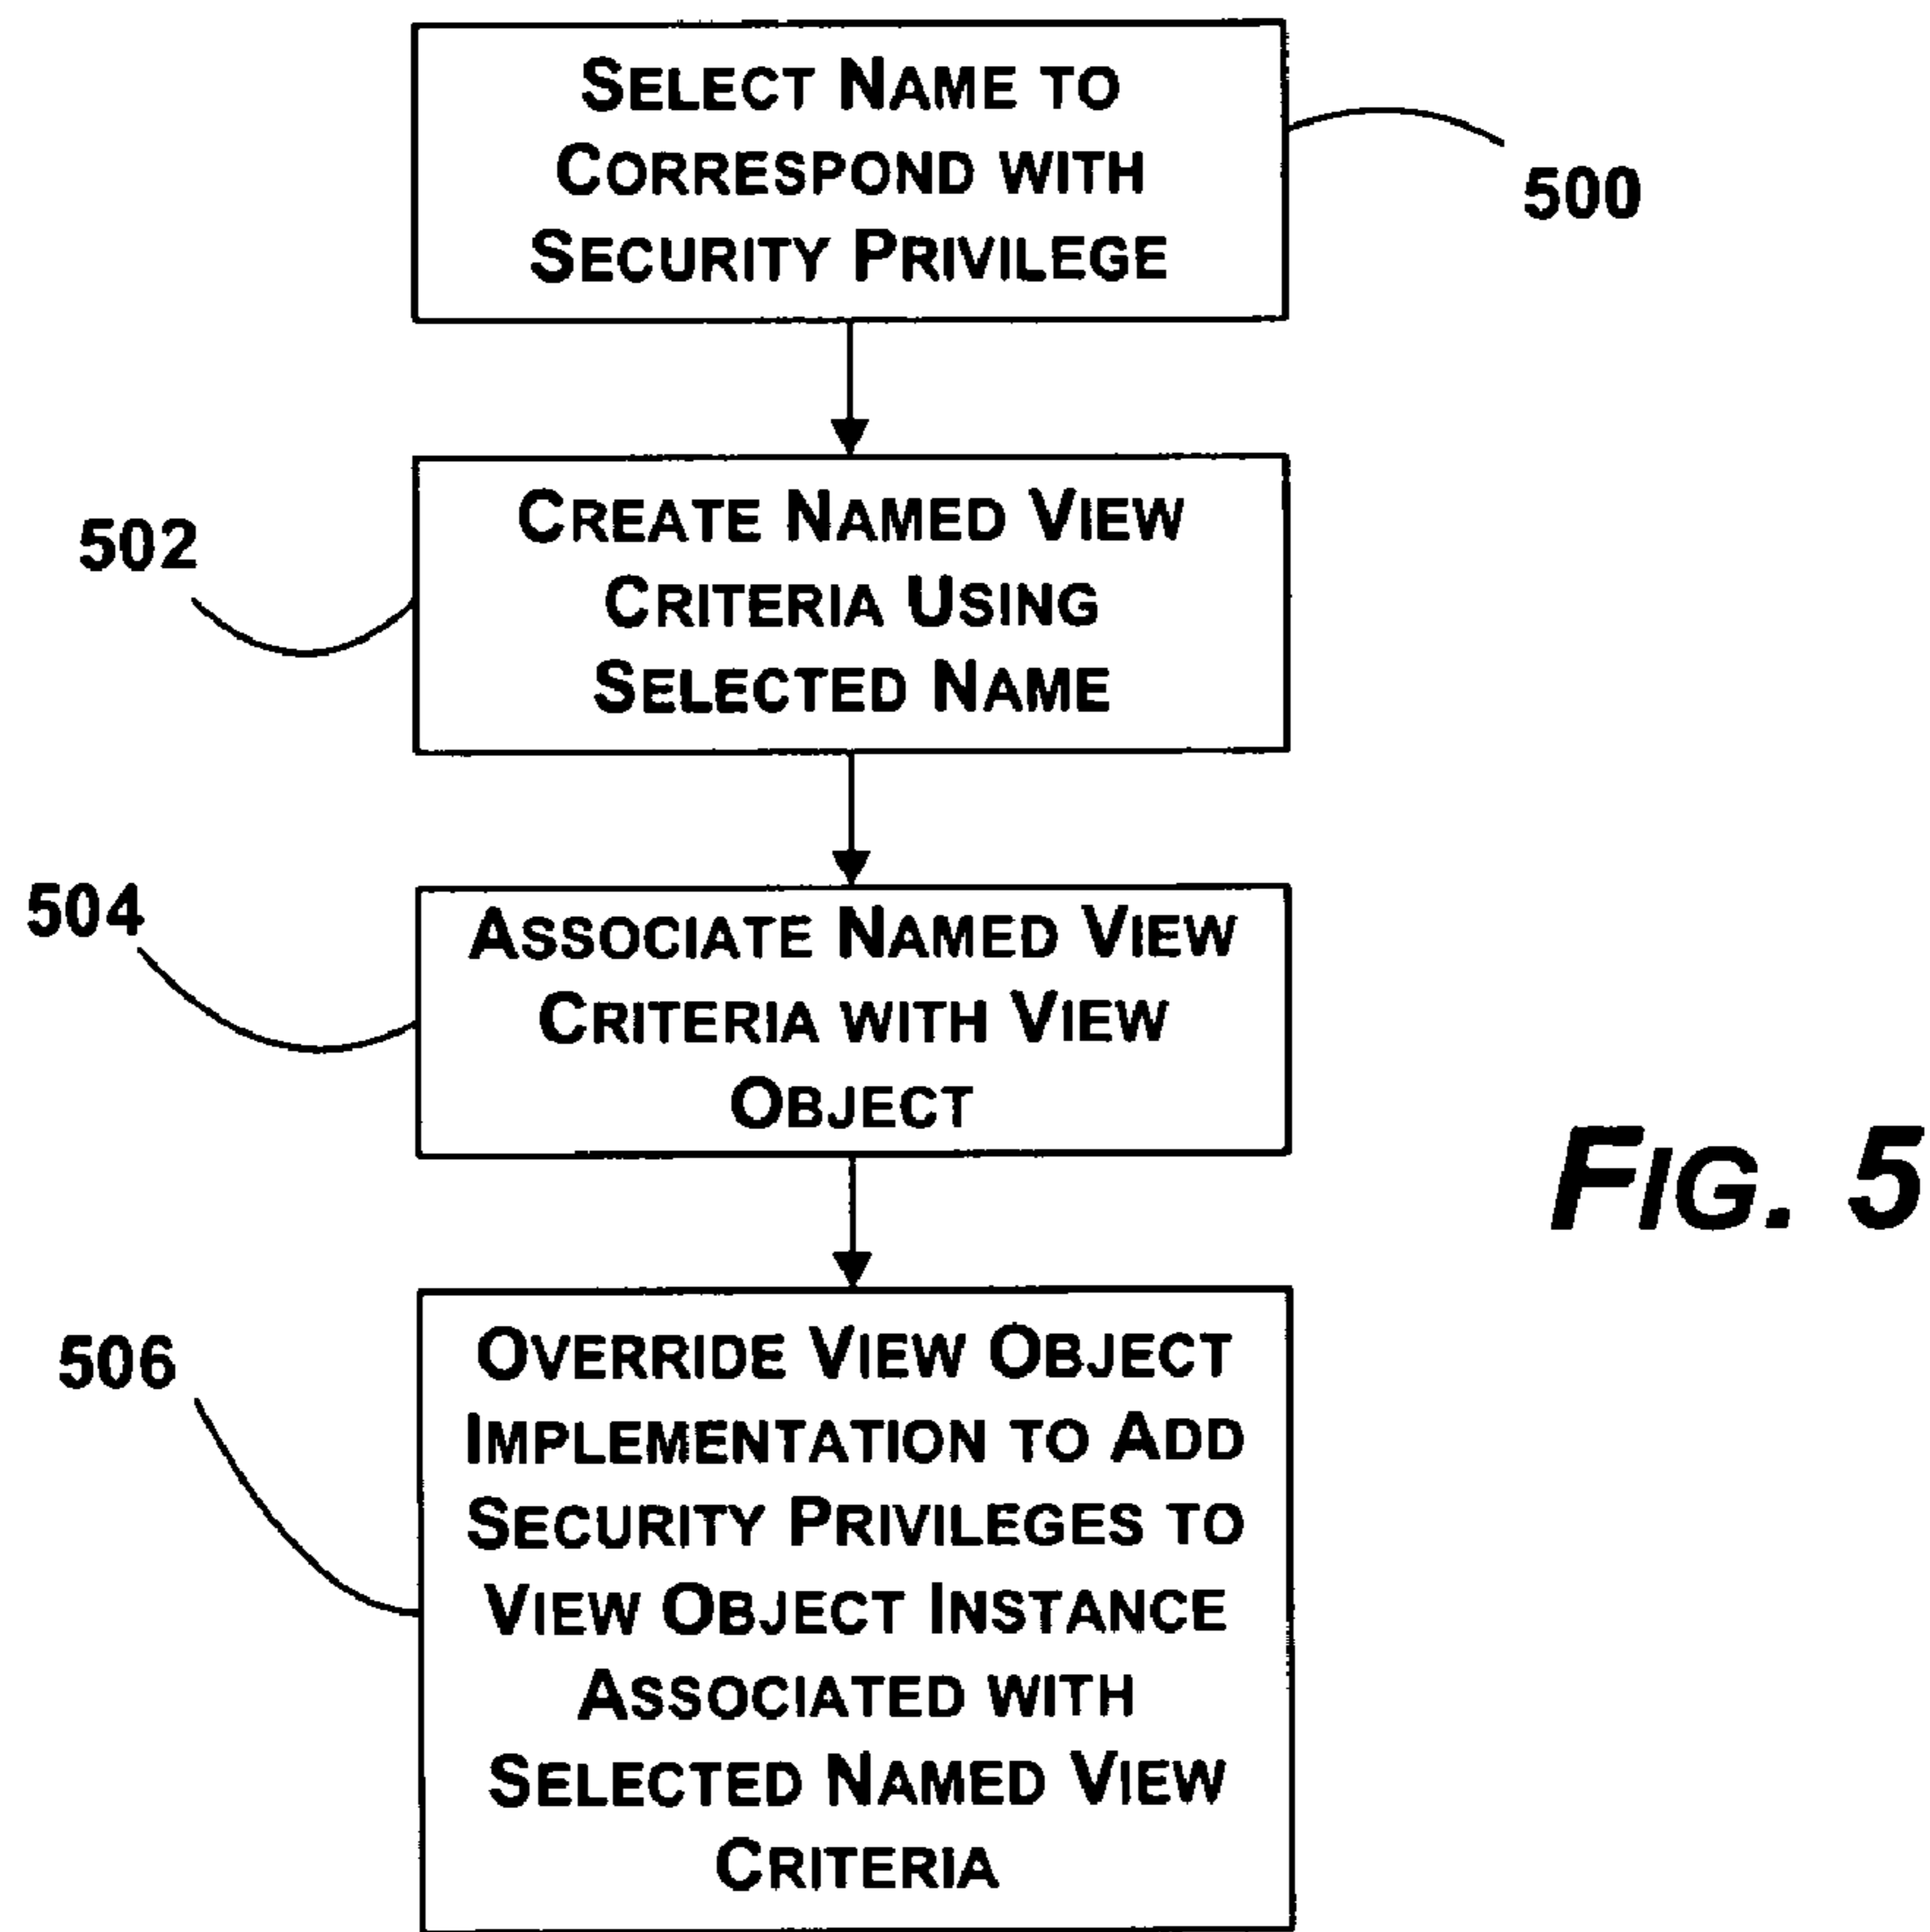 SELECT NAME TO
CORRESPOND WITH
SECURITY PRIVILEGE
500
CREATE NAMED VIEW
CRITERIA USING
SELECTED NAME
502
ASSOCIATE NAMED VIEW
CRITERIA WITH VIEW
OBJECT
504
FIG. 5
OVERRIDE VIEW OBJECT
IMPLEMENTATION TO ADD
SECURITY PRIVILEGES TO
VIEW OBJECT INSTANCE
ASSOCIATED WITH
SELECTED NAMED VIEW
CRITERIA
506